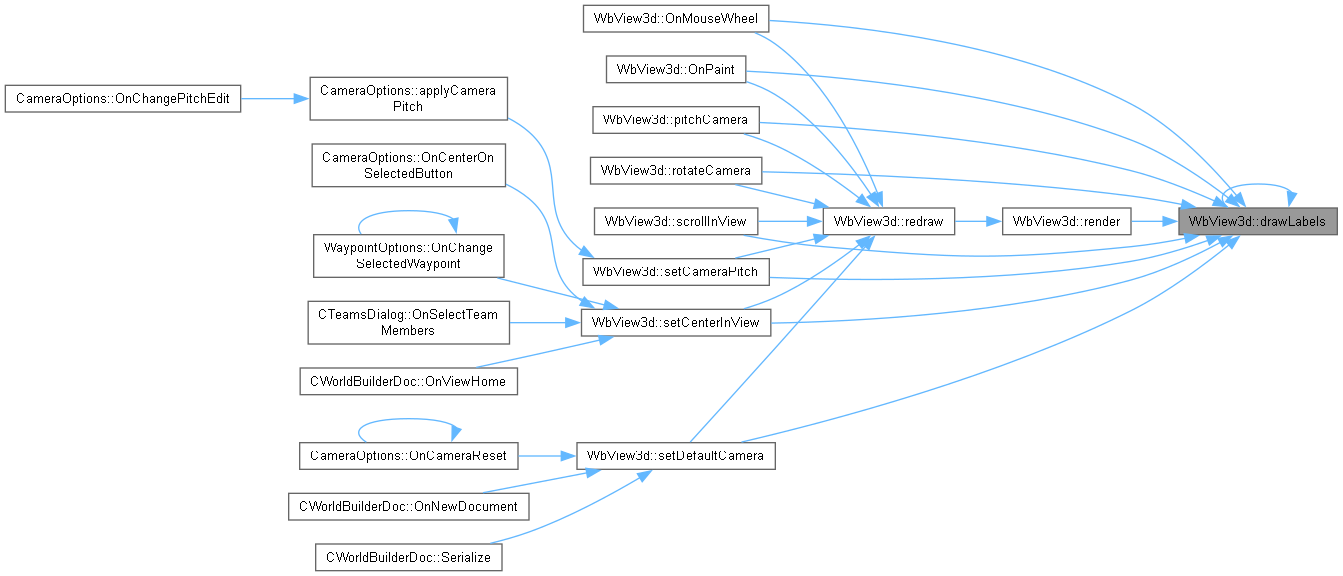 WbView3d::OnMouseWheel
WbView3d::OnPaint
CameraOptions::OnChangePitchEdit
CameraOptions::applyCamera
Pitch
WbView3d::pitchCamera
CameraOptions::OnCenterOn
SelectedButton
WbView3d::rotateCamera
WbView3d::scrollInView
WbView3d::redraw
WbView3d::render
WbView3d::drawLabels
WaypointOptions::OnChange
SelectedWaypoint
WbView3d::setCameraPitch
CTeamsDialog::OnSelectTeam
Members
WbView3d::setCenterInView
CWorldBuilderDoc::OnViewHome
CameraOptions::OnCameraReset
WbView3d::setDefaultCamera
CWorldBuilderDoc::OnNewDocument
CWorldBuilderDoc::Serialize